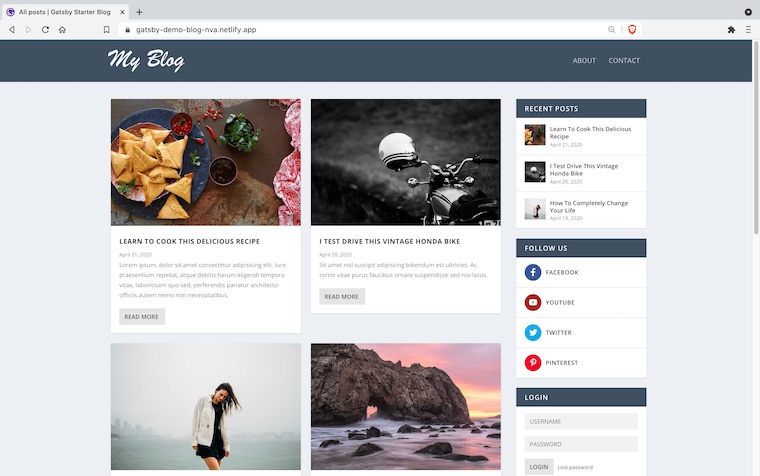 All posts | Gatsby Starter Blog
gatsby-demo-blog-nva.netlify.app
My Blog
ABOUT
CONTACT
LEARN TO COOK THIS DELICIOUS RECIPE
April 21, 2020
Lorem ipsum, dolor sit amet consectetur adipisicing elit. Iure
praesentium repellat, atque debitis harum eligendi tempora
vitae, laboriosam quo sed, perferendis pariatur architecto
officiis autem nemo non necessitatibus.
READ MORE
I TEST DRIVE THIS VINTAGE HONDA BIKE
April 20, 2020
Sit amet nisl suscipit adipiscing bibendum est ultricies. Ac
tortor vitae purus faucibus ornare suspendisse sed nisi lacus.
READ MORE
RECENT POSTS
Learn To Cook This Delicious
Recipe
April 21, 2020
I Test Drive This Vintage
Honda Bike
April 20, 2020
How To Completely Change
Your Life
April 19, 2020
FOLLOW US
FACEBOOK
YOUTUBE
TWITTER
PINTEREST
LOGIN
USERNAME
PASSWORD
LOGIN
Lost password